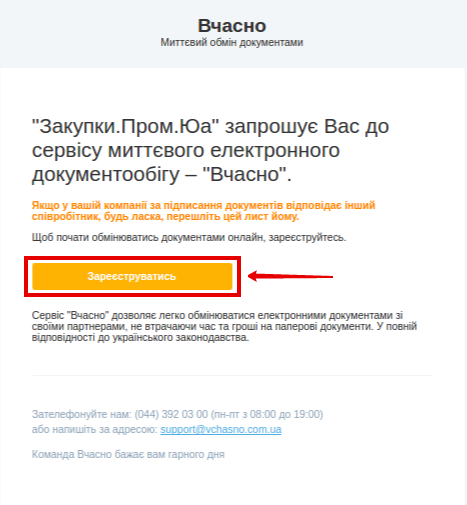 Вчасно
Миттєвий обмін документами
"Закупки.Пром.Юа" запрошує Вас до
сервісу миттєвого електронного
документообігу – "Вчасно".
Якщо у вашій компанії за підписання документів відповідає інший
співробітник, будь ласка, перешліть цей лист йому.
Щоб почати обмінюватись документами онлайн, зареєструйтесь.
Зареєструватись
Сервіс "Вчасно" дозволяє легко обмінюватися електронними документами зі
своїми партнерами, не втрачаючи час та гроші на паперові документи. У повній
відповідності до українського законодавства.
Зателефонуйте нам: (044) 392 03 00 (пн-пт з 08:00 до 19:00)
або напишіть за адресою: support@vchasno.com.ua
Команда Вчасно бажає вам гарного дня